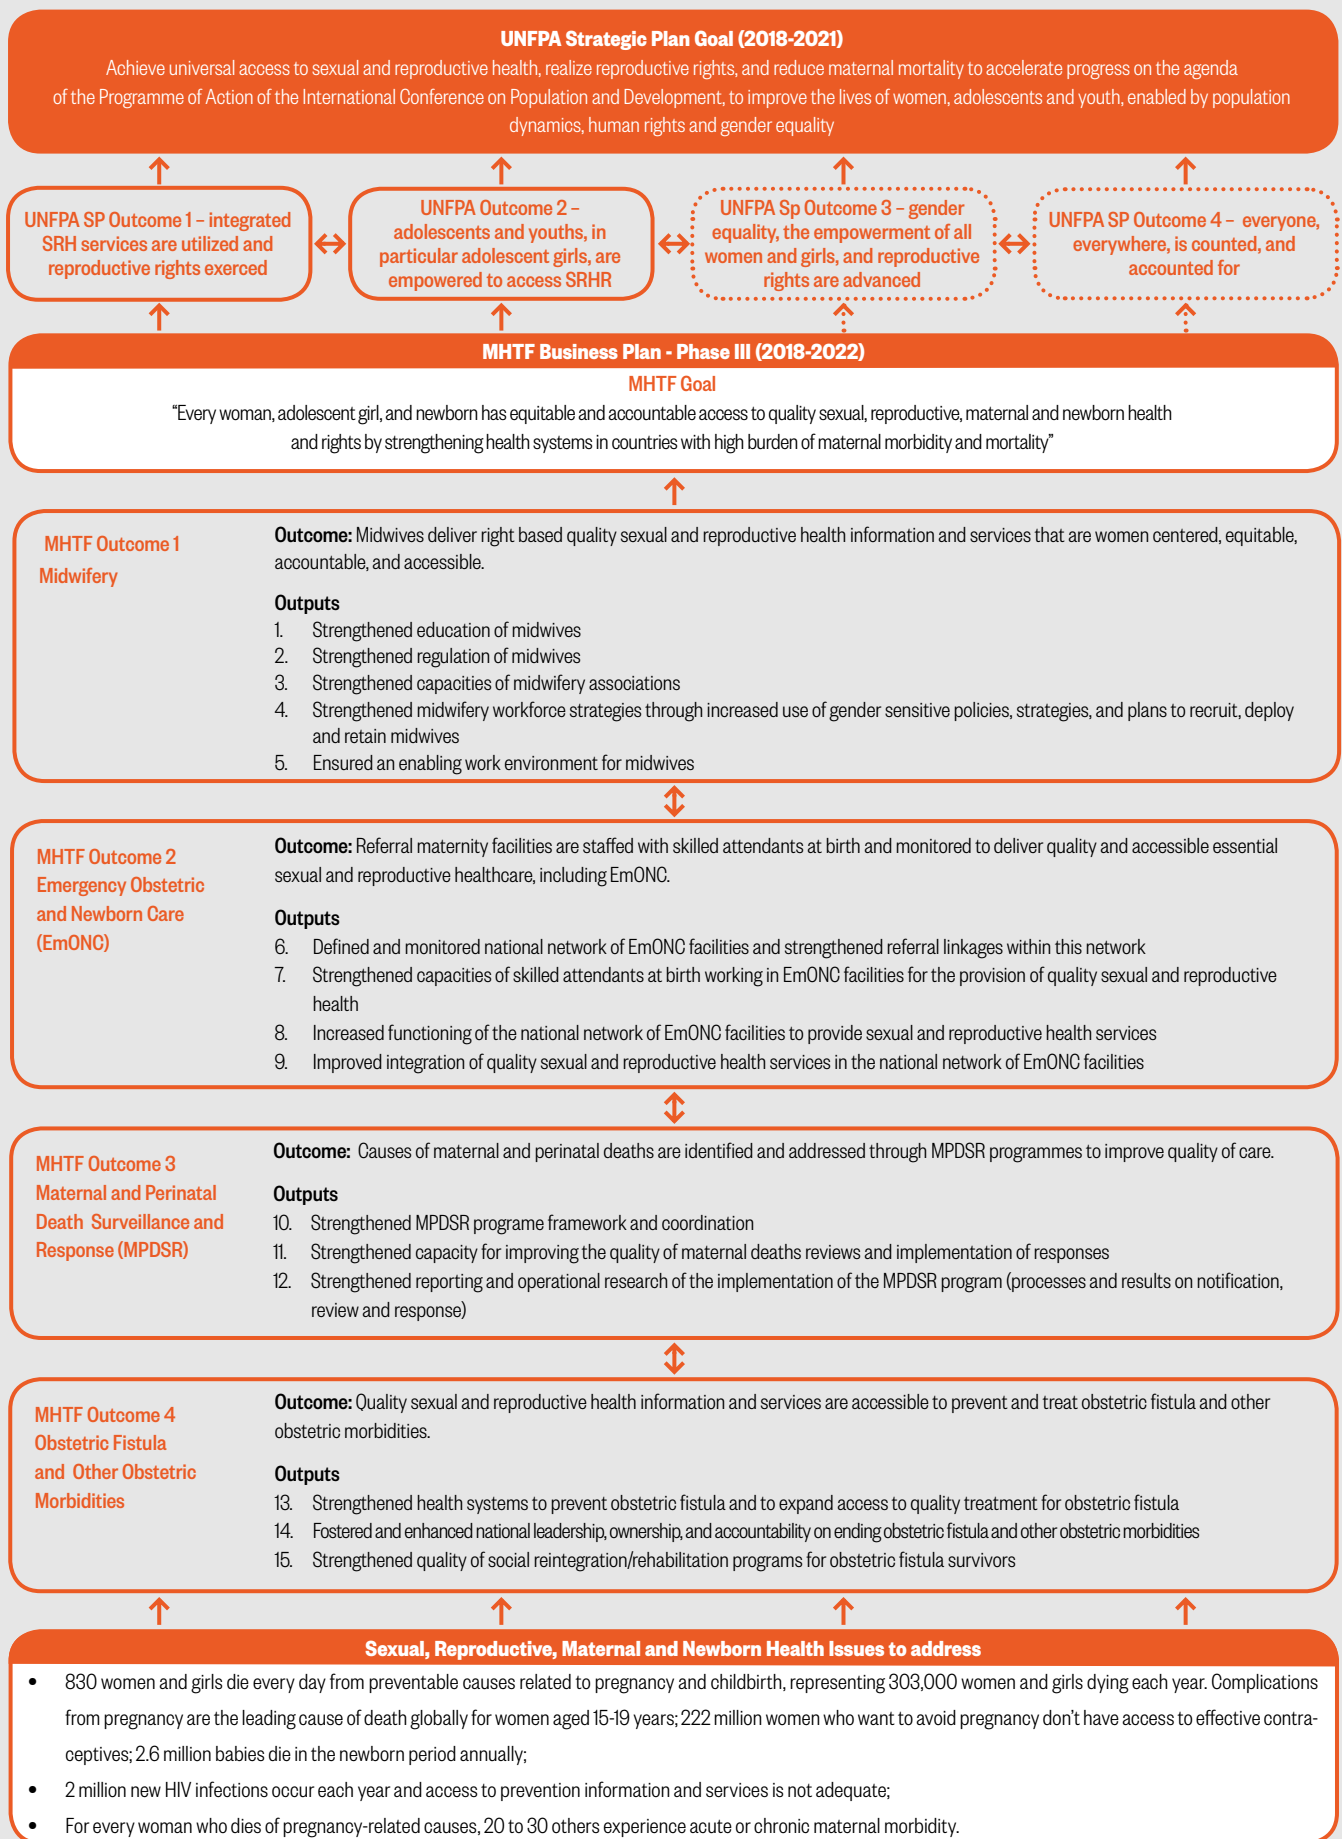 UNFPA Strategic Plan Goal (2018-2021)
Achieve universal access to sexual and reproductive health, realize reproductive rights, and reduce maternal mortality to accelerate progress on the agenda
of the Programme of Action of the International Conference on Population and Development, to improve the lives of women, adolescents and youth, enabled by population
dynamics, human rights and gender equality
UNFPA SP Outcome 1 – integrated
SRH services are utilized and
reproductive rights exerced
UNFPA Outcome 2 –
adolescents and youths, in
particular adolescent girls, are
empowered to access SRHR
UNFPA Sp Outcome 3 – gender
equality, the empowerment of all
women and girls, and reproductive
rights are advanced
UNFPA SP Outcome 4 – everyone,
everywhere, is counted, and
accounted for
MHTF Business Plan - Phase III (2018-2022)
MHTF Goal
“Every woman, adolescent girl, and newborn has equitable and accountable access to quality sexual, reproductive, maternal and newborn health
and rights by strengthening health systems in countries with high burden of maternal morbidity and mortality”
MHTF Outcome 1
Midwifery
Outcome: Midwives deliver right based quality sexual and reproductive health information and services that are women centered, equitable,
accountable, and accessible.
Outputs
1. Strengthened education of midwives
2. Strengthened regulation of midwives
3. Strengthened capacities of midwifery associations
4. Strengthened midwifery workforce strategies through increased use of gender sensitive policies, strategies, and plans to recruit, deploy
and retain midwives
5. Ensured an enabling work environment for midwives
MHTF Outcome 2
Emergency Obstetric
and Newborn Care
(EmONC)
Outcome: Referral maternity facilities are staffed with skilled attendants at birth and monitored to deliver quality and accessible essential
sexual and reproductive healthcare, including EmONC.
Outputs
6. Defined and monitored national network of EmONC facilities and strengthened referral linkages within this network
7. Strengthened capacities of skilled attendants at birth working in EmONC facilities for the provision of quality sexual and reproductive
health
8. Increased functioning of the national network of EmONC facilities to provide sexual and reproductive health services
9. Improved integration of quality sexual and reproductive health services in the national network of EmONC facilities
MHTF Outcome 3
Maternal and Perinatal
Death Surveillance and
Response (MPDSR)
Outcome: Causes of maternal and perinatal deaths are identified and addressed through MPDSR programmes to improve quality of care.
Outputs
10. Strengthened MPDSR programe framework and coordination
11. Strengthened capacity for improving the quality of maternal deaths reviews and implementation of responses
12. Strengthened reporting and operational research of the implementation of the MPDSR program (processes and results on notification,
review and response)
MHTF Outcome 4
Obstetric Fistula
and Other Obstetric
Morbidities
Outcome: Quality sexual and reproductive health information and services are accessible to prevent and treat obstetric fistula and other
obstetric morbidities.
Outputs
13. Strengthened health systems to prevent obstetric fistula and to expand access to quality treatment for obstetric fistula
14. Fostered and enhanced national leadership, ownership, and accountability on ending obstetric fistula and other obstetric morbidities
15. Strengthened quality of social reintegration/rehabilitation programs for obstetric fistula survivors
Sexual, Reproductive, Maternal and Newborn Health Issues to address
• 830 women and girls die every day from preventable causes related to pregnancy and childbirth, representing 303,000 women and girls dying each year. Complications
from pregnancy are the leading cause of death globally for women aged 15-19 years; 222 million women who want to avoid pregnancy don’t have access to effective contra-
ceptives; 2.6 million babies die in the newborn period annually;
• 2 million new HIV infections occur each year and access to prevention information and services is not adequate;
• For every woman who dies of pregnancy-related causes, 20 to 30 others experience acute or chronic maternal morbidity.